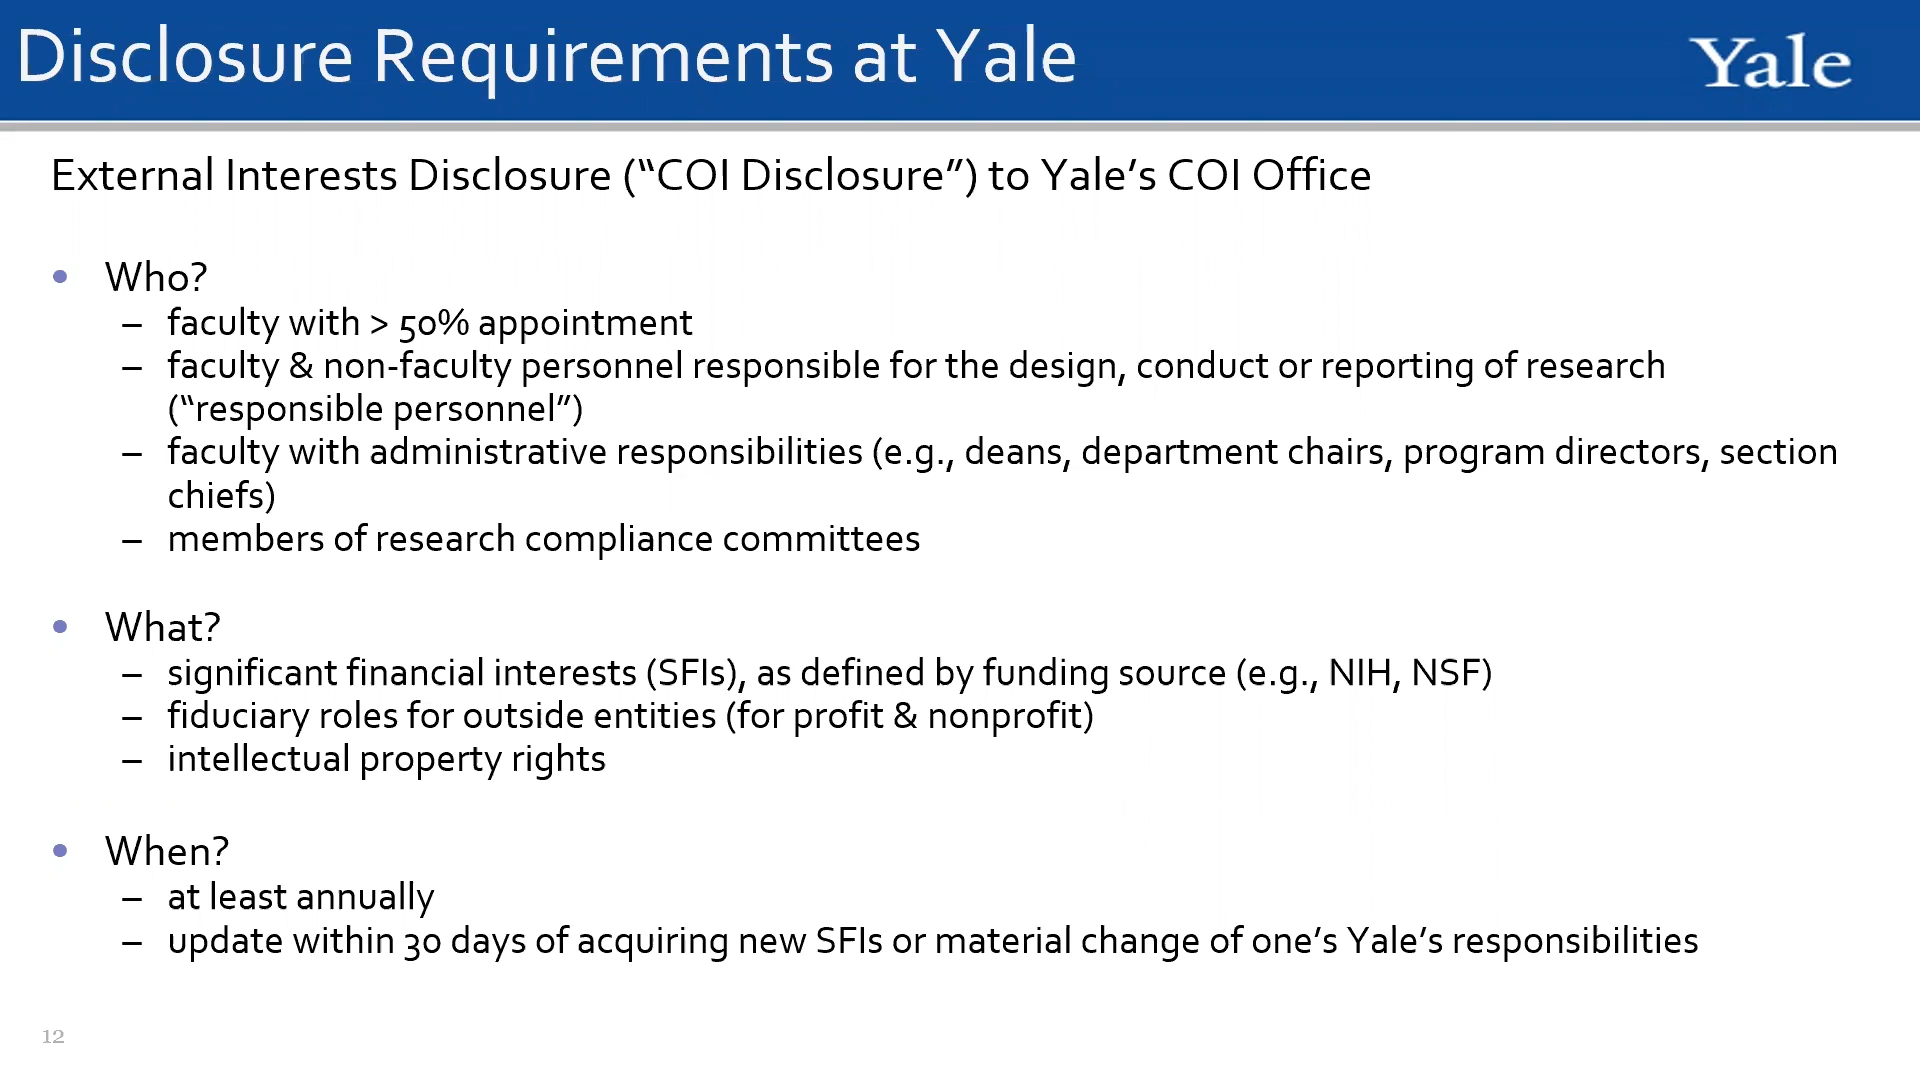 Disclosure Requirements at Yale
Yale
External Interests Disclosure (“COI Disclosure”) to Yale’s COI Office
• Who?
– faculty with > 50% appointment
– faculty & non-faculty personnel responsible for the design, conduct or reporting of research
(“responsible personnel”)
– faculty with administrative responsibilities (e.g., deans, department chairs, program directors, section
chiefs)
– members of research compliance committees
• What?
– significant financial interests (SFIs), as defined by funding source (e.g., NIH, NSF)
– fiduciary roles for outside entities (for profit & nonprofit)
– intellectual property rights
• When?
– at least annually
– update within 30 days of acquiring new SFIs or material change of one’s Yale’s responsibilities
12